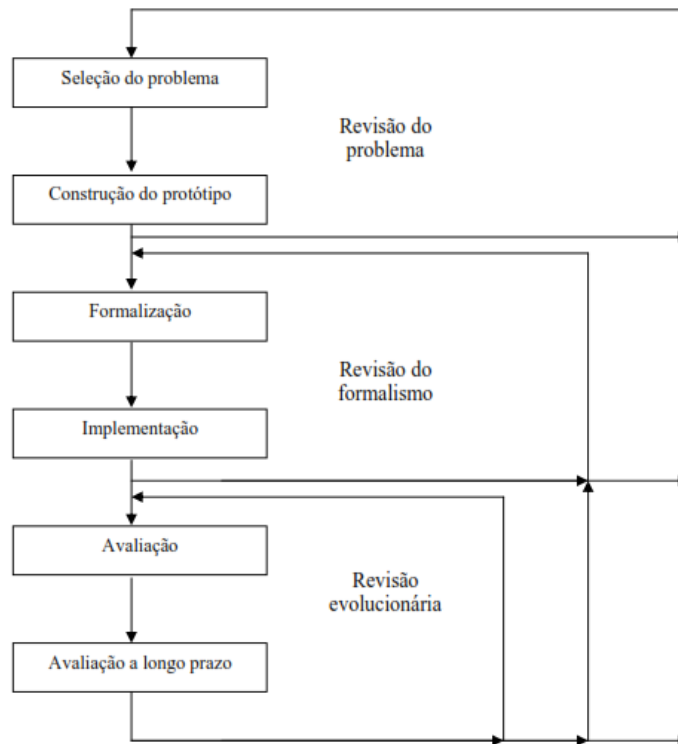 Seleção do problema
Revisão do
problema
Construção do protótipo
Formalização
Revisão do
formalismo
Implementação
Avaliação
Revisão
evolucionária
Avaliação a longo prazo